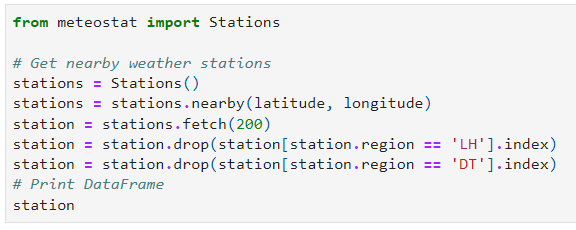 from meteostat import Stations
# Get nearby weather stations
stations = Stations()
stations = stations.nearby(latitude, longitude)
station = stations.fetch(200)
station = station.drop(station[station.region == 'LH'].index)
station = station.drop(station[station.region == 'DT'].index)
# Print DataFrame
station